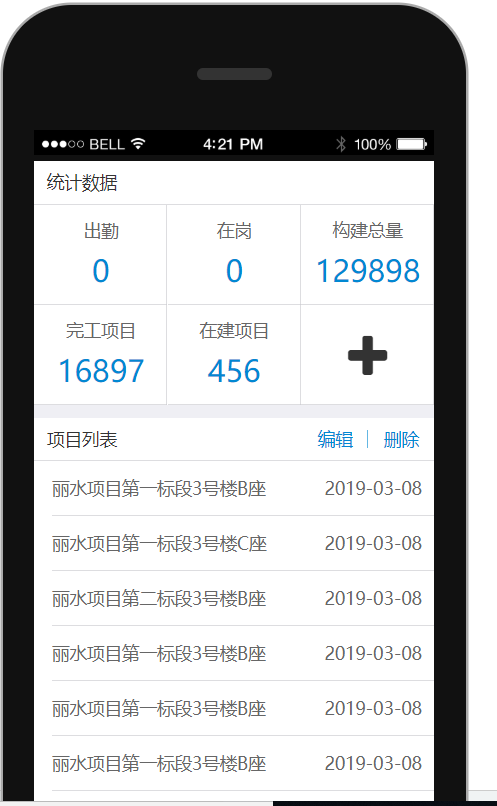 BELL 4:21 PM 100%
统计数据
出勤 在岗 构建总量
0 0 129898
完工项目 在建项目
16897 456
项目列表 编辑 | 删除
丽水项目第一标段3号楼B座 2019-03-08
丽水项目第一标段3号楼C座 2019-03-08
丽水项目第二标段3号楼B座 2019-03-08
丽水项目第一标段3号楼B座 2019-03-08
丽水项目第一标段3号楼B座 2019-03-08
丽水项目第一标段3号楼B座 2019-03-08